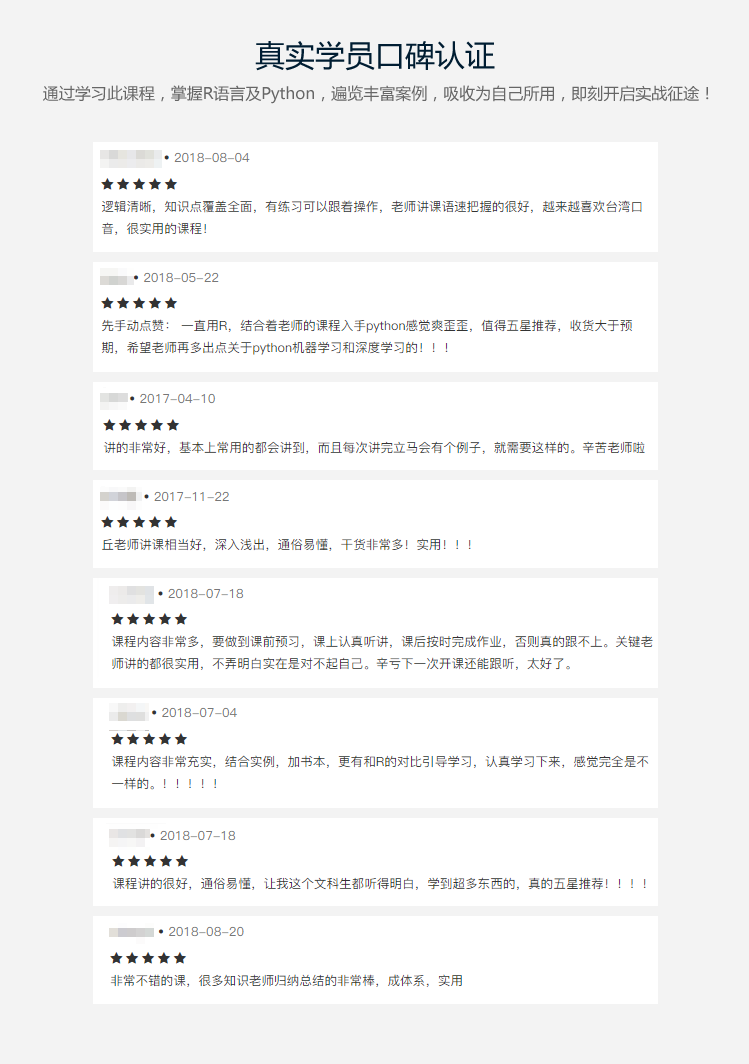 真实学员口碑认证
通过学习此课程，掌握R语言及Python，遍览丰富案例，吸收为自己所用，即刻开启实战征途！
• 2018-08-04
★★★★★
逻辑清晰，知识点覆盖全面，有练习可以跟着操作，老师讲课语速把握的很好，越来越喜欢台湾口
音，很实用的课程！
• 2018-05-22
★★★★★
先手动点赞： 一直用R，结合着老师的课程入手python感觉爽歪歪，值得五星推荐，收货大于预
期，希望老师再多出点关于python机器学习和深度学习的！！！
• 2017-04-10
★★★★★
讲的非常好，基本上常用的都会讲到，而且每次讲完立马会有个例子，就需要这样的。辛苦老师啦
• 2017-11-22
★★★★★
丘老师讲课相当好，深入浅出，通俗易懂，干货非常多！实用！！！
• 2018-07-18
★★★★★
课程内容非常多，要做到课前预习，课上认真听讲，课后按时完成作业，否则真的跟不上。关键老
师讲的都很实用，不弄明白实在是对不起自己。辛亏下一次开课还能跟听，太好了。
• 2018-07-04
★★★★★
课程内容非常充实，结合实例，加书本，更有和R的对比引导学习，认真学习下来，感觉完全是不
一样的。！！！！！
• 2018-07-18
★★★★★
课程讲的很好，通俗易懂，让我这个文科生都听得明白，学到超多东西的，真的五星推荐！！！！
• 2018-08-20
★★★★★
非常不错的课，很多知识老师归纳总结的非常棒，成体系，实用